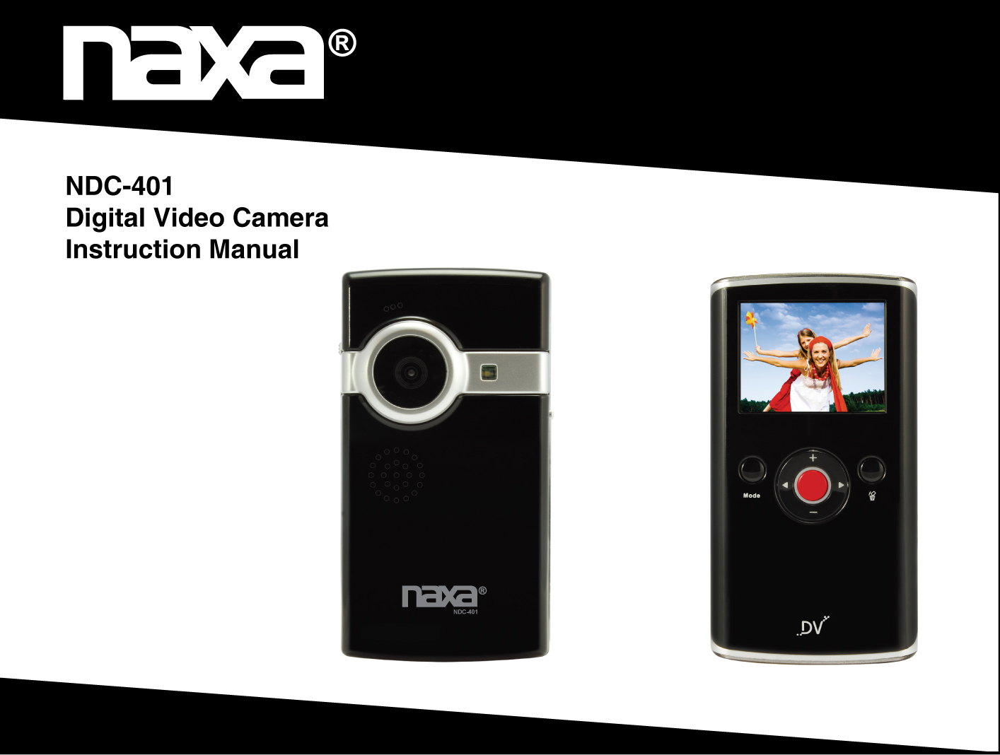 naxa®
NDC-401
Digital Video Camera
Instruction Manual
naxa®
NDC-401
Mode
DV